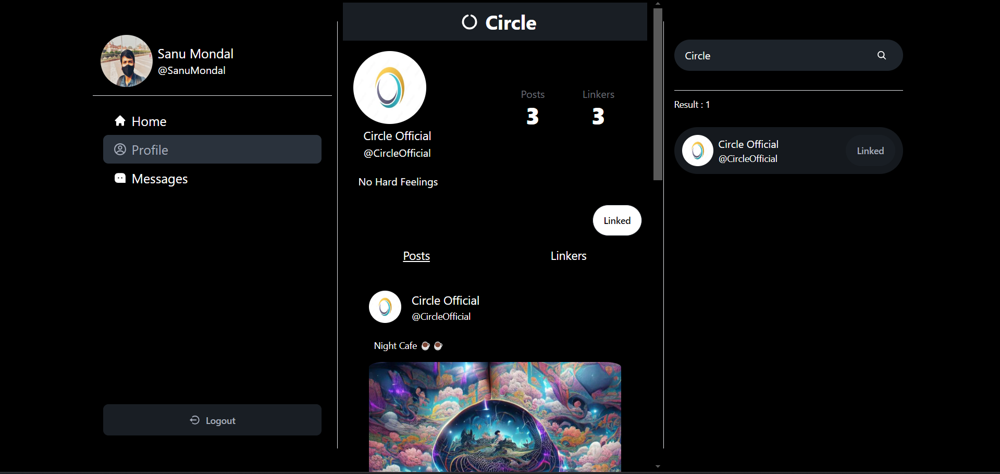 Sanu Mondal
@SanuMondal
Home
Profile
Messages
Logout
Circle
Posts
Linkers
3
3
Circle Official
@CircleOfficial
No Hard Feelings
Linked
Posts
Linkers
Circle Official
@CircleOfficial
Night Cafe ☕ ☕
Circle
Result : 1
Circle Official
@CircleOfficial
Linked